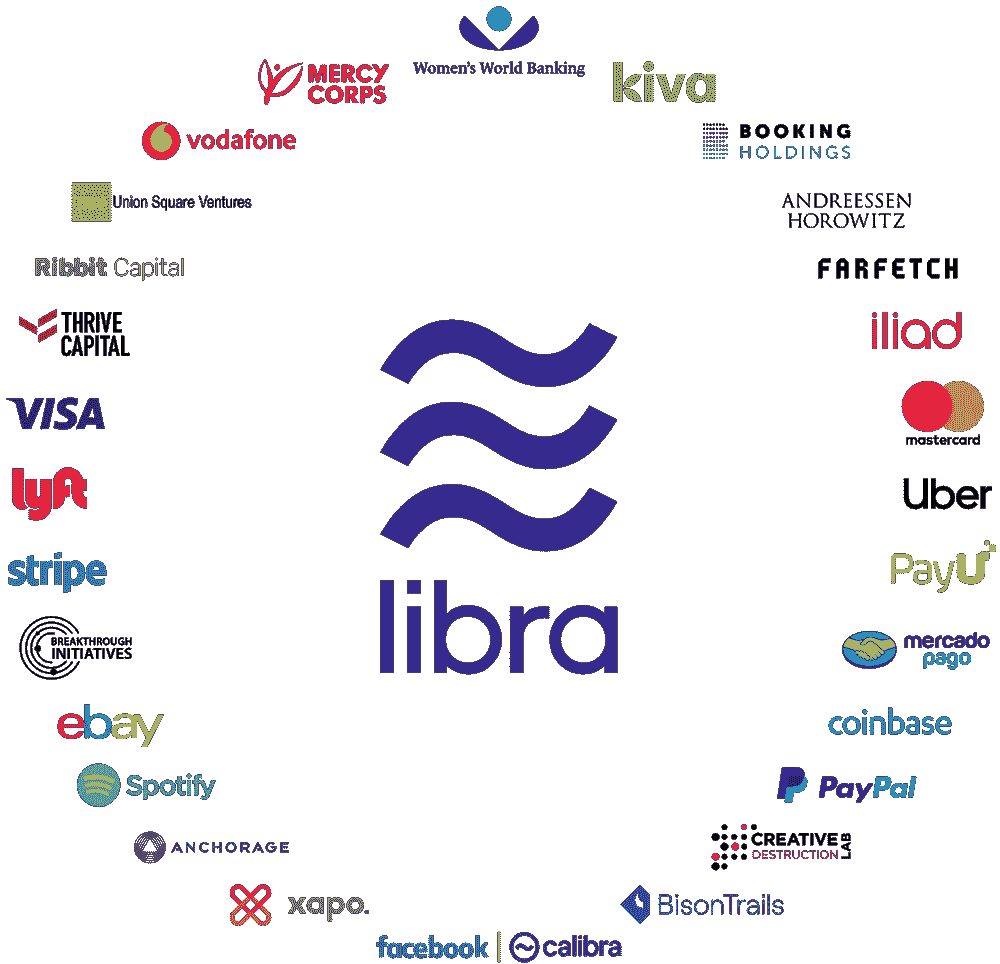 Women's World Banking
MERCY
CORPS
kiva
vodafone
BOOKING
HOLDINGS
Union Square Ventures
ANDREESSEN
HOROWITZ
Ribbit Capital
FARFETCH
THRIVE
CAPITAL
iliad
VISA
mastercard
lyft
Uber
stripe
PayU
BREAKTHROUGH
INITIATIVES
mercado
pago
libra
ebay
coinbase
Spotify
PayPal
ANCHORAGE
CREATIVE
DESTRUCTION
LAB
xapo.
BisonTrails
facebook | calibra